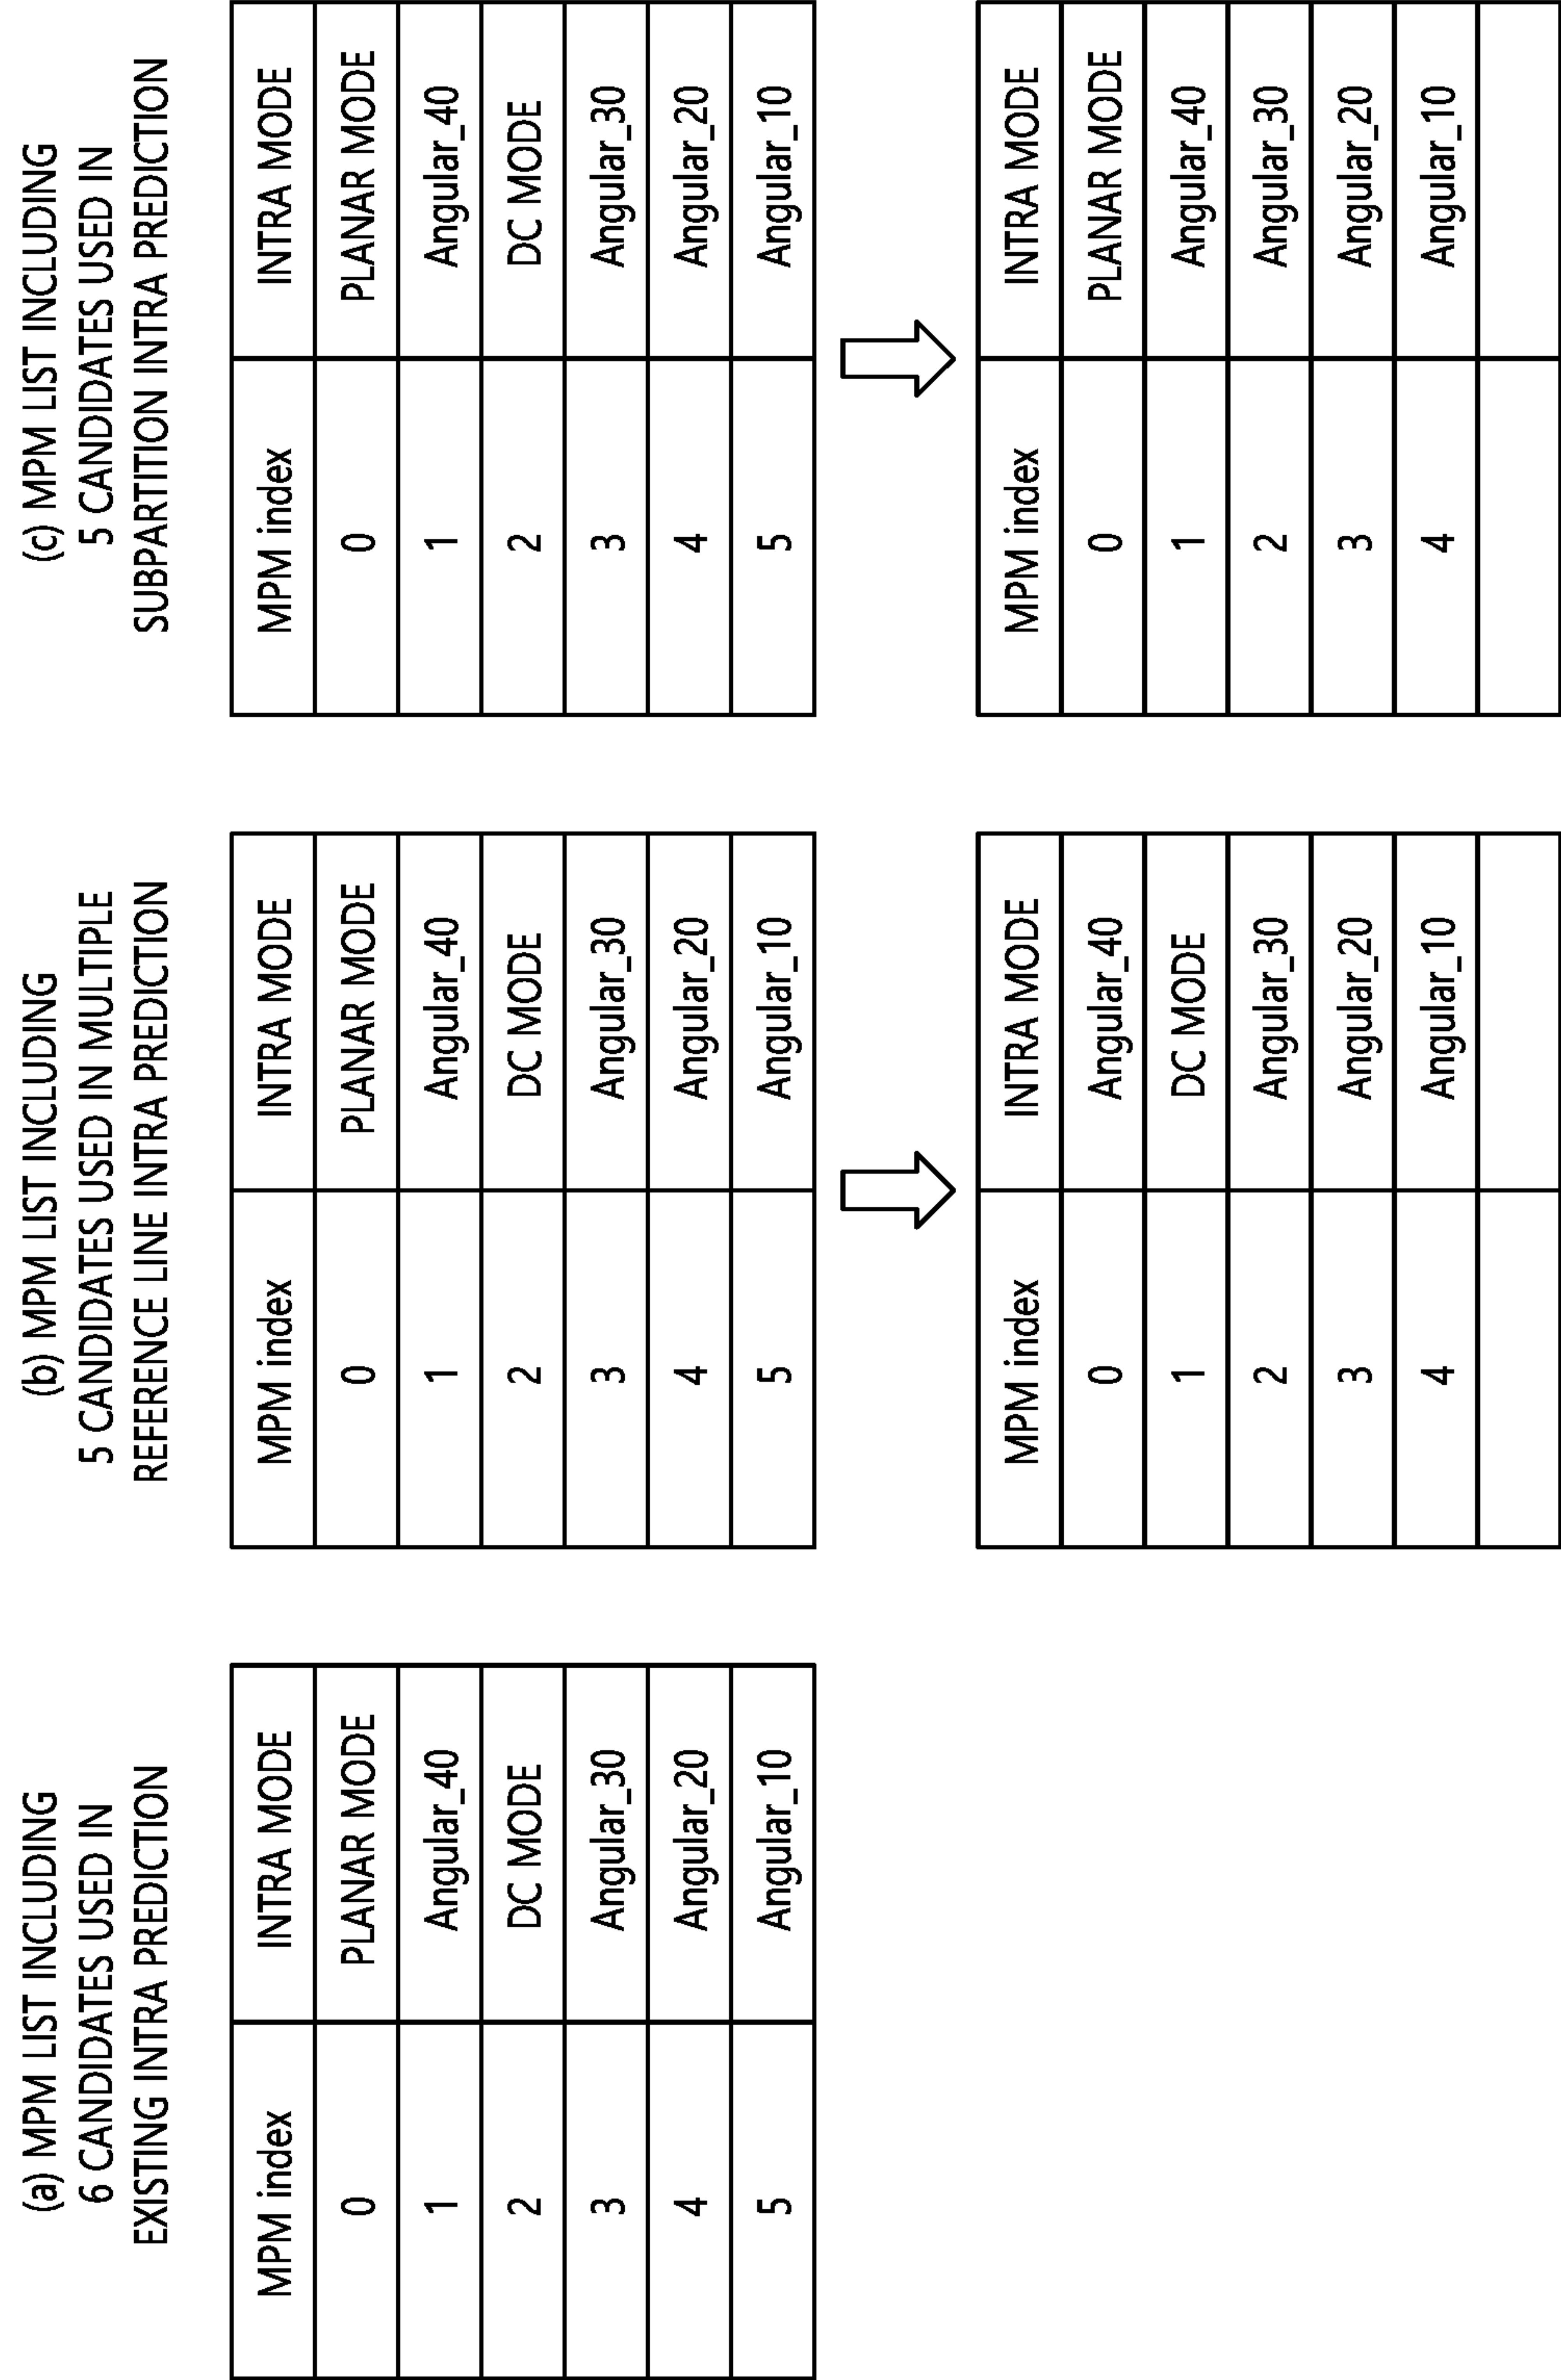 (a) MPM LIST INCLUDING
6 CANDIDATES USED IN
EXISTING INTRA PREDICTION
MPM index INTRA MODE
0 PLANAR MODE
1 Angular_40
2 DC MODE
3 Angular_30
4 Angular_20
5 Angular_10
(b) MPM LIST INCLUDING
5 CANDIDATES USED IN MULTIPLE
REFERENCE LINE INTRA PREDICTION
MPM index INTRA MODE
0 PLANAR MODE
1 Angular_40
2 DC MODE
3 Angular_30
4 Angular_20
5 Angular_10
MPM index INTRA MODE
0 Angular_40
1 DC MODE
2 Angular_30
3 Angular_20
4 Angular_10
(c) MPM LIST INCLUDING
5 CANDIDATES USED IN
SUBPARTITION INTRA PREDICTION
MPM index INTRA MODE
0 PLANAR MODE
1 Angular_40
2 DC MODE
3 Angular_30
4 Angular_20
5 Angular_10
MPM index INTRA MODE
0 PLANAR MODE
1 Angular_40
2 Angular_30
3 Angular_20
4 Angular_10